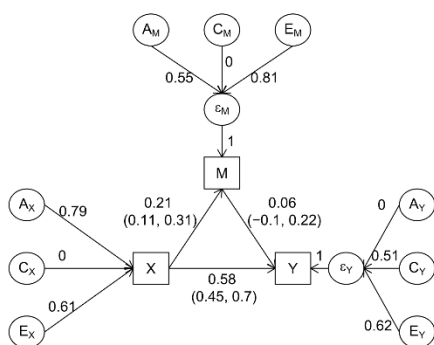 A_M C_M E_M
0.55 0 0.81
ε_M
1
M
A_X 0.79 0.21 0.06 A_Y
(0.11, 0.31) (−0.1, 0.22) 0
C_X 0 X 0.58 Y 1 ε_Y 0.51 C_Y
(0.45, 0.7)
E_X 0.61 0.62 E_Y